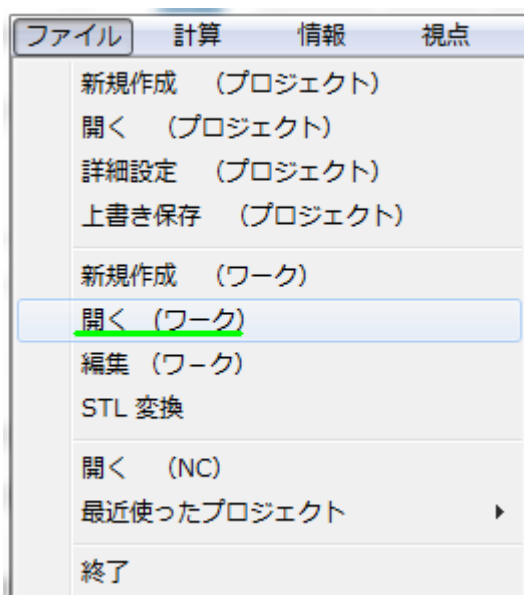 ファイル 計算 情報 視点
新規作成 （プロジェクト）
開く （プロジェクト）
詳細設定 （プロジェクト）
上書き保存 （プロジェクト）
新規作成 （ワーク）
開く （ワーク）
編集 （ワーク）
STL 変換
開く （NC）
最近使ったプロジェクト
終了